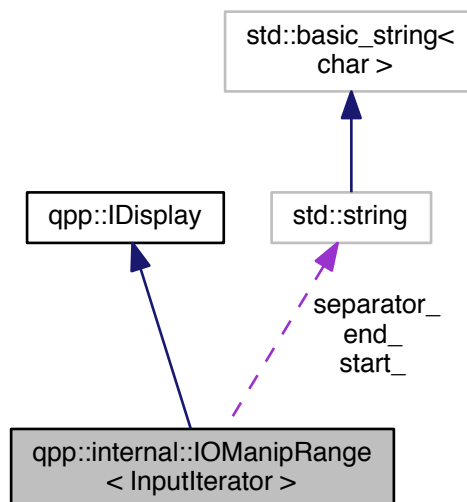 std::basic_string<
char >
qpp::IDisplay
std::string
separator_
end_
start_
qpp::internal::IOManipRange
< InputIterator >